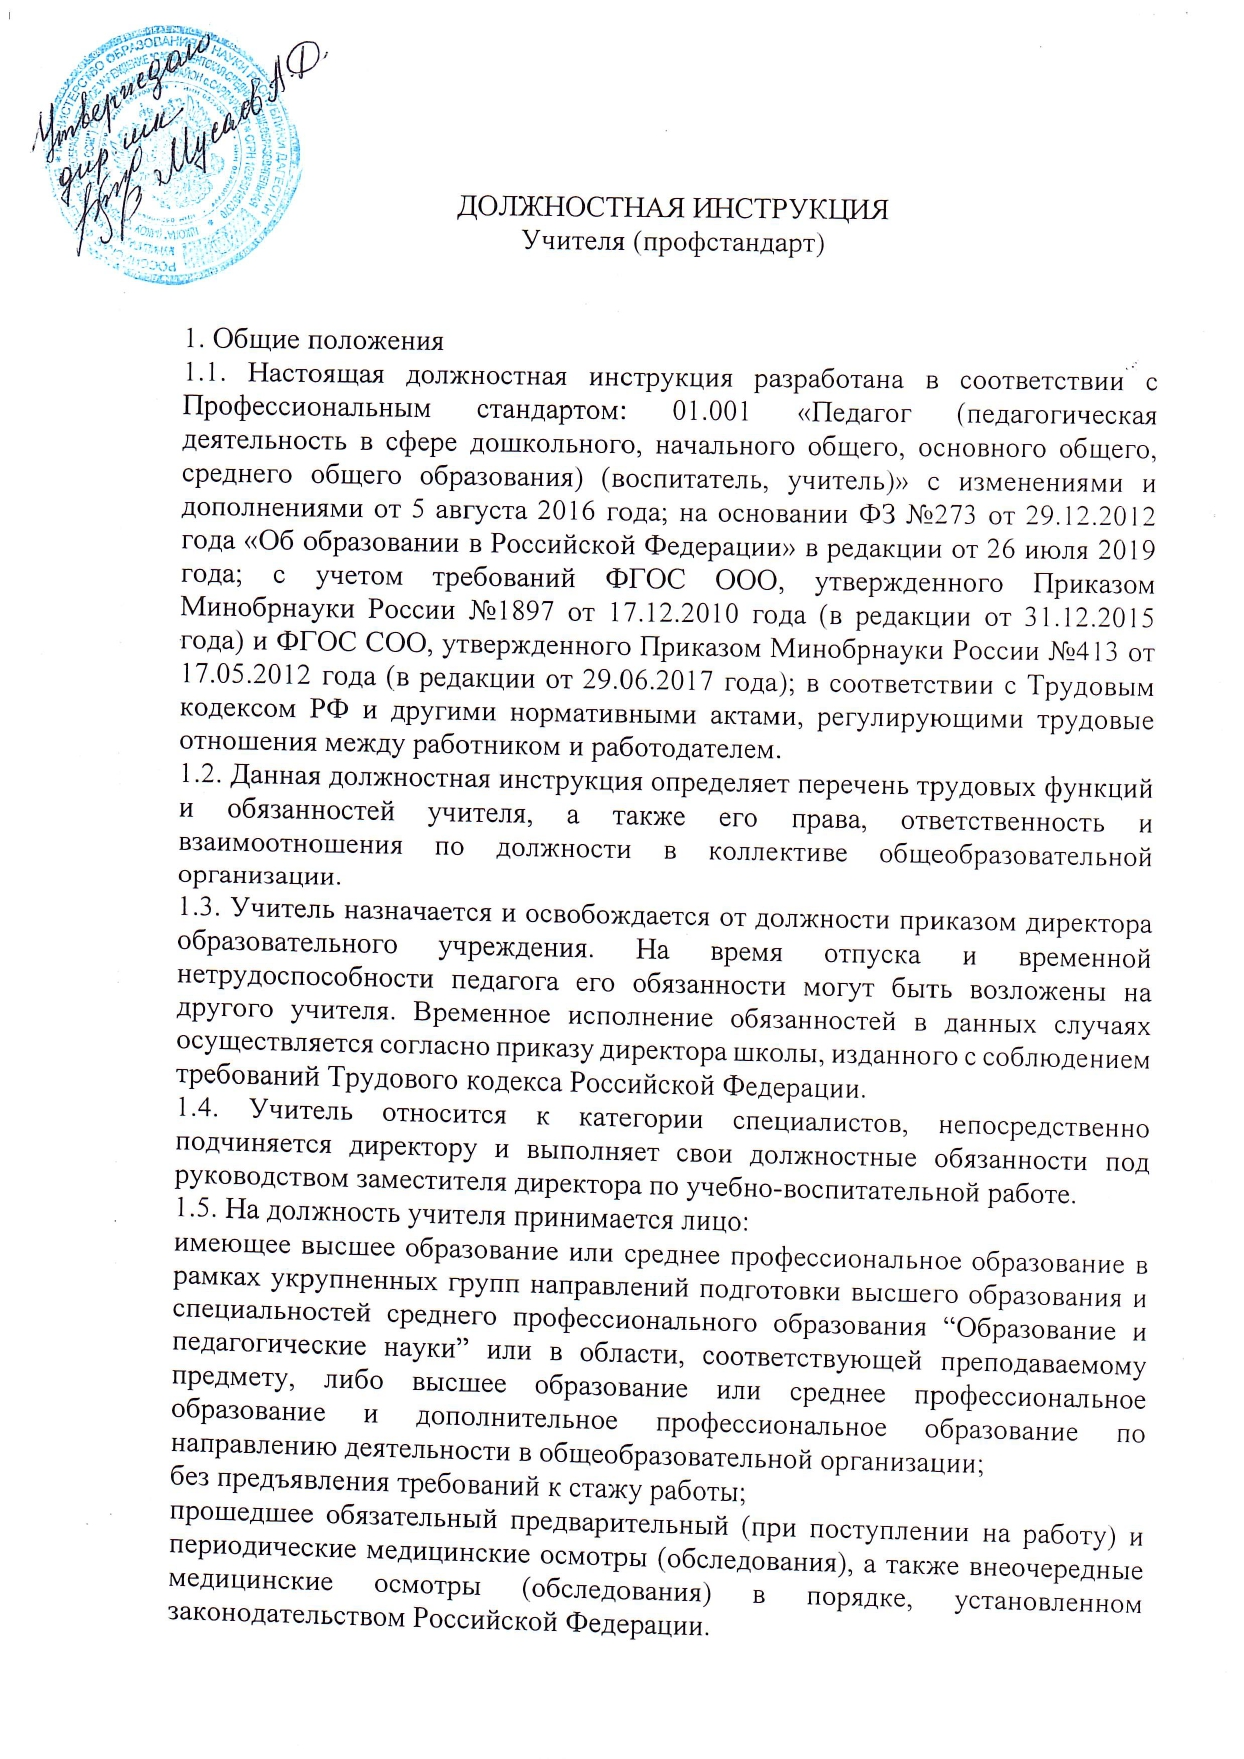 Утверждаю
дир шк
Мусаев А.Ф.
МИНИСТЕРСТВО ОБРАЗОВАНИЯ НАУКИ
ДОЛЖНОСТНАЯ ИНСТРУКЦИЯ
Учителя (профстандарт)
1. Общие положения
1.1. Настоящая должностная инструкция разработана в соответствии с
Профессиональным стандартом: 01.001 «Педагог (педагогическая
деятельность в сфере дошкольного, начального общего, основного общего,
среднего общего образования) (воспитатель, учитель)» с изменениями и
дополнениями от 5 августа 2016 года; на основании ФЗ №273 от 29.12.2012
года «Об образовании в Российской Федерации» в редакции от 26 июля 2019
года; с учетом требований ФГОС ООО, утвержденного Приказом
Минобрнауки России №1897 от 17.12.2010 года (в редакции от 31.12.2015
года) и ФГОС СОО, утвержденного Приказом Минобрнауки России №413 от
17.05.2012 года (в редакции от 29.06.2017 года); в соответствии с Трудовым
кодексом РФ и другими нормативными актами, регулирующими трудовые
отношения между работником и работодателем.
1.2. Данная должностная инструкция определяет перечень трудовых функций
и обязанностей учителя, а также его права, ответственность и
взаимоотношения по должности в коллективе общеобразовательной
организации.
1.3. Учитель назначается и освобождается от должности приказом директора
образовательного учреждения. На время отпуска и временной
нетрудоспособности педагога его обязанности могут быть возложены на
другого учителя. Временное исполнение обязанностей в данных случаях
осуществляется согласно приказу директора школы, изданного с соблюдением
требований Трудового кодекса Российской Федерации.
1.4. Учитель относится к категории специалистов, непосредственно
подчиняется директору и выполняет свои должностные обязанности под
руководством заместителя директора по учебно-воспитательной работе.
1.5. На должность учителя принимается лицо:
имеющее высшее образование или среднее профессиональное образование в
рамках укрупненных групп направлений подготовки высшего образования и
специальностей среднего профессионального образования “Образование и
педагогические науки” или в области, соответствующей преподаваемому
предмету, либо высшее образование или среднее профессиональное
образование и дополнительное профессиональное образование по
направлению деятельности в общеобразовательной организации;
без предъявления требований к стажу работы;
прошедшее обязательный предварительный (при поступлении на работу) и
периодические медицинские осмотры (обследования), а также внеочередные
медицинские осмотры (обследования) в порядке, установленном
законодательством Российской Федерации.